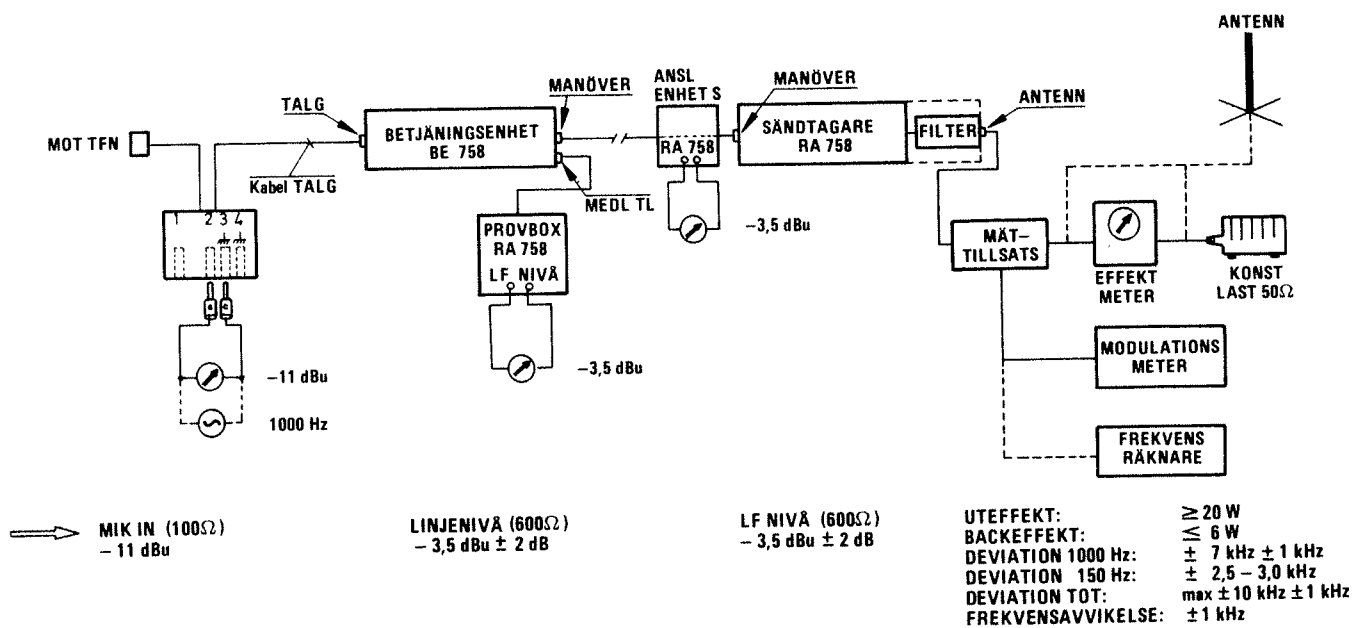 ANTENN
ANSL
ENHET S
MANÖVER
MANÖVER
TALG
ANTENN
BETJÄNINGSENHET
BE 758
SÄNDTAGARE
RA 758
FILTER
MOT TFN
RA 758
Kabel TALG
MEDL TL
1 2 3 4
PROVBOX
RA 758
LF NIVÅ
–3,5 dBu
MÄT-
TILLSATS
EFFEKT
METER
KONST
LAST 50Ω
–11 dBu
–3,5 dBu
MODULATIONS
METER
1000 Hz
FREKVENS
RÄKNARE
MIK IN (100Ω)
– 11 dBu
LINJENIVÅ (600Ω)
– 3,5 dBu ± 2 dB
LF NIVÅ (600Ω)
– 3,5 dBu ± 2 dB
UTEFFEKT: ≥ 20 W
BACKEFFEKT: ≤ 6 W
DEVIATION 1000 Hz: ± 7 kHz ± 1 kHz
DEVIATION 150 Hz: ± 2,5 – 3,0 kHz
DEVIATION TOT: max ± 10 kHz ± 1 kHz
FREKVENSAVVIKELSE: ± 1 kHz